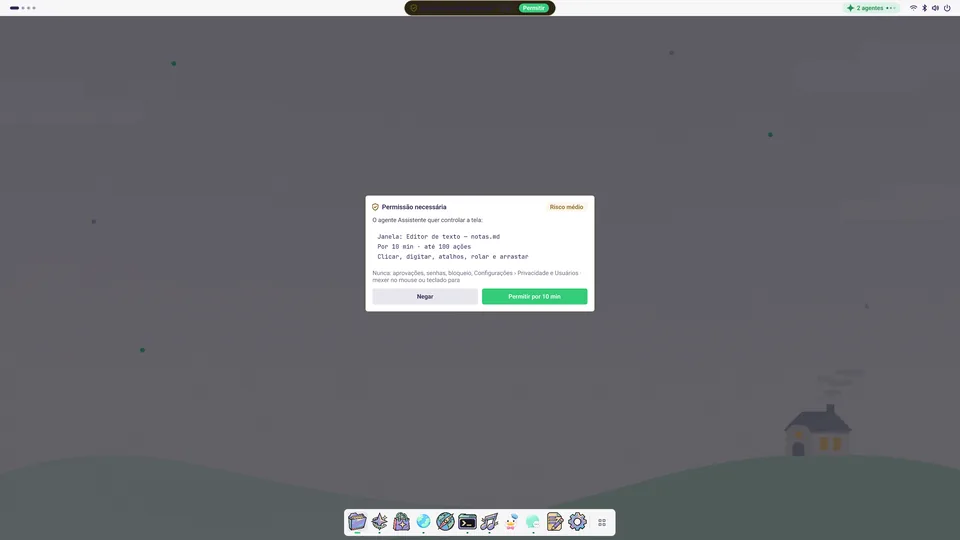 Permitir
2 agentes
Permissão necessária
Risco médio
O agente Assistente quer controlar a tela:
Janela: Editor de texto — notas.md
Por 10 min · até 100 ações
Clicar, digitar, atalhos, rolar e arrastar
Nunca: aprovações, senhas, bloqueio, Configurações › Privacidade e Usuários ·
mexer no mouse ou teclado para
Negar
Permitir por 10 min